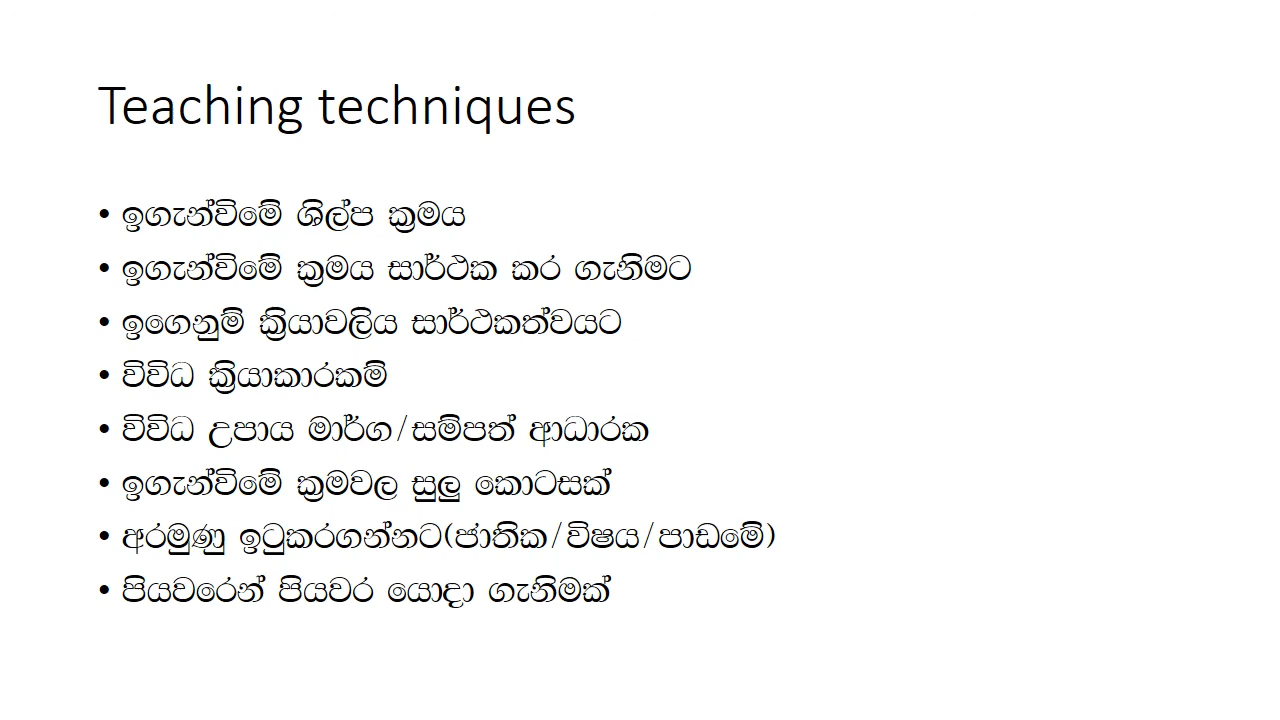 Teaching techniques
• ඉගැන්විමේ ශිල්ප ක්‍රමය
• ඉගැන්විමේ ක්‍රමය සාර්ථක කර ගැනිමට
• ඉගෙනුම් ක්‍රියාවලිය සාර්ථකත්වයට
• විවිධ ක්‍රියාකාරකම්
• විවිධ උපාය මාර්ග/සම්පත් ආධාරක
• ඉගැන්විමේ ක්‍රමවල සුලු කොටසක්
• අරමුණු ඉටුකරගන්නට(ජාතික/විෂය/පාඩමේ)
• පියවරෙන් පියවර යොදා ගැනිමක්